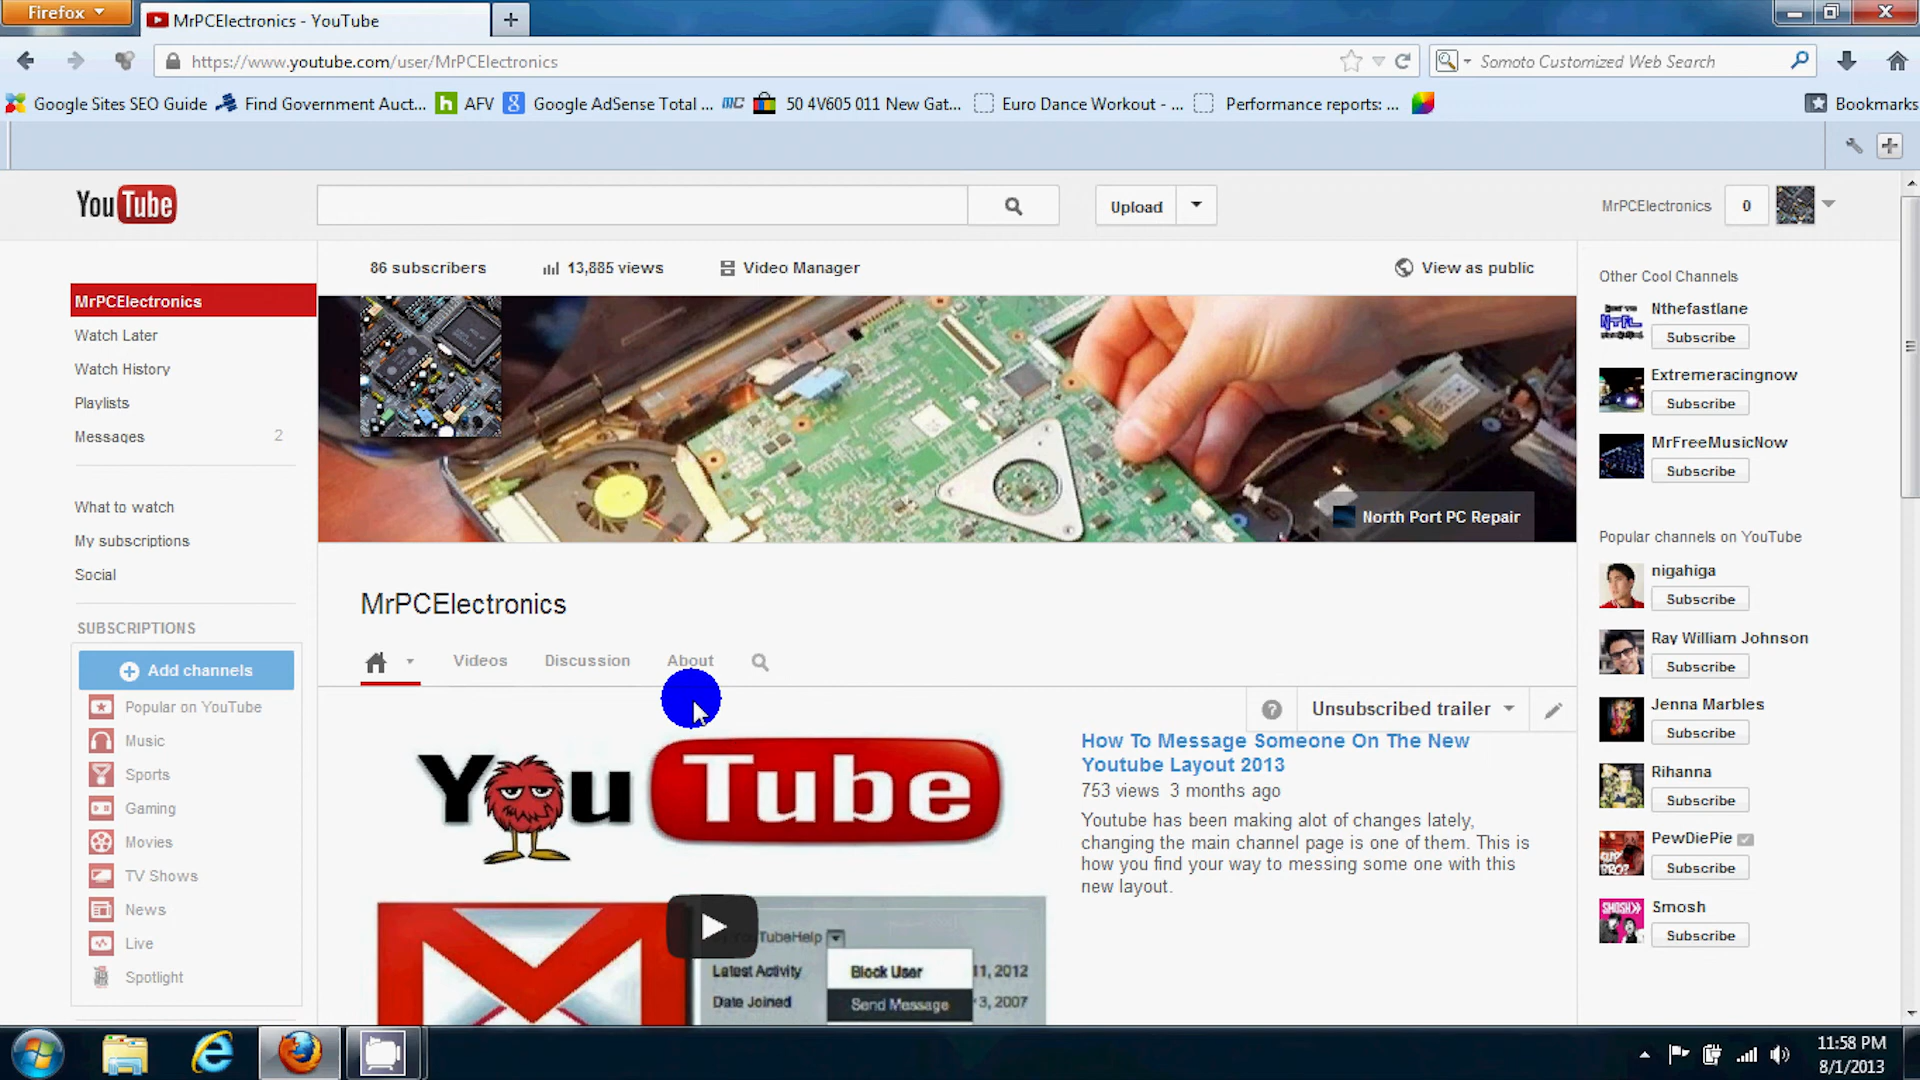 Firefox
MrPCElectronics - YouTube
https://www.youtube.com/user/MrPCElectronics
Somoto Customized Web Search
Google Sites SEO Guide
Find Government Auct...
AFV
Google AdSense Total ...
50 4V605 011 New Gat...
Euro Dance Workout - ...
Performance reports: ...
Bookmarks
YouTube
Upload
MrPCElectronics
0
86 subscribers
13,885 views
Video Manager
View as public
MrPCElectronics
Watch Later
Watch History
Playlists
Messages 2
What to watch
My subscriptions
Social
SUBSCRIPTIONS
Add channels
Popular on YouTube
Music
Sports
Gaming
Movies
TV Shows
News
Live
Spotlight
North Port PC Repair
MrPCElectronics
Videos
Discussion
About
Unsubscribed trailer
YouTube
Latest Activity
Date Joined
Block User
Send Message
11, 2012
3, 2007
How To Message Someone On The New
Youtube Layout 2013
753 views 3 months ago
Youtube has been making alot of changes lately,
changing the main channel page is one of them. This is
how you find your way to messing some one with this
new layout.
Other Cool Channels
Nthefastlane
Subscribe
Extremeracingnow
Subscribe
MrFreeMusicNow
Subscribe
Popular channels on YouTube
nigahiga
Subscribe
Ray William Johnson
Subscribe
Jenna Marbles
Subscribe
Rihanna
Subscribe
PewDiePie
Subscribe
Smosh
Subscribe
11:58 PM
8/1/2013